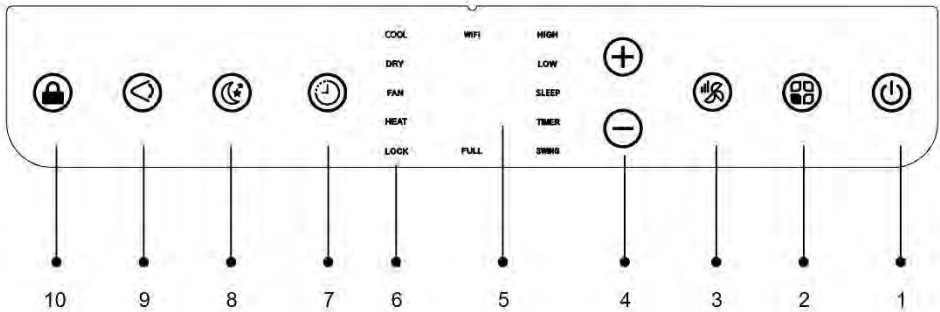 COOL WIFI HIGH
DRY LOW
FAN SLEEP
HEAT TIMER
LOCK FULL SWING
10 9 8 7 6 5 4 3 2 1